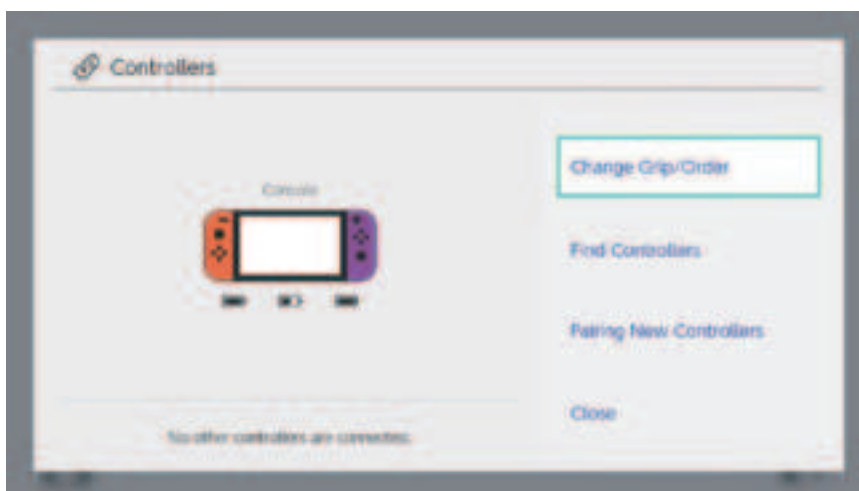 Controllers
Console
Change Grip/Order
Find Controllers
Pairing New Controllers
Close
No other controllers are connected.